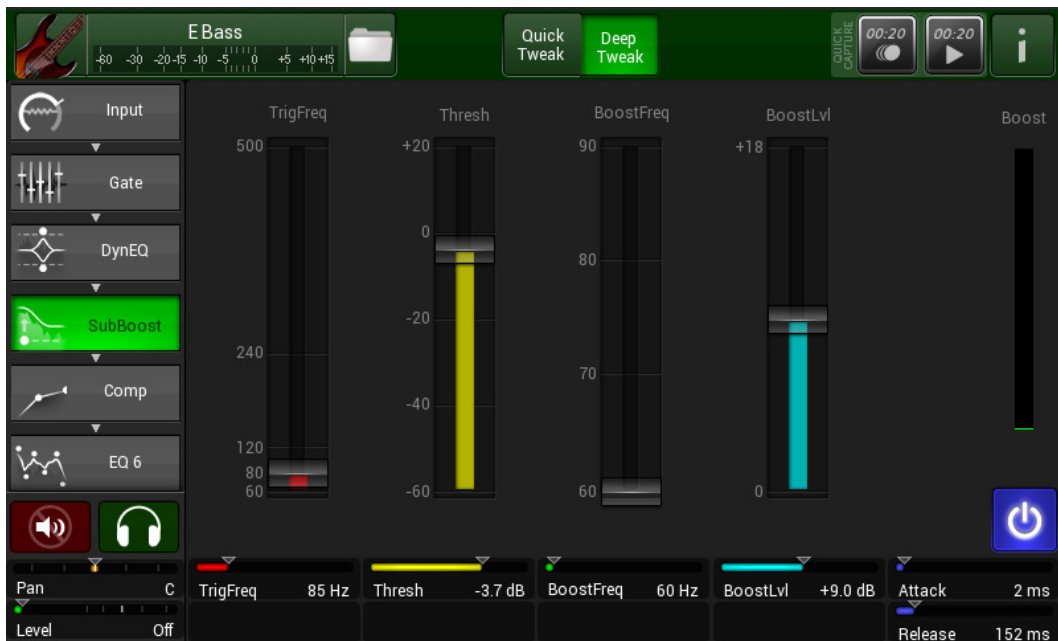 E Bass
-60 -30 -20 -15 -10 -5 0 +5 +10 +15
Quick
Tweak
Deep
Tweak
QUICK
CAPTURE
00:20
00:20
i
Input
Gate
DynEQ
SubBoost
Comp
EQ 6
TrigFreq
500
240
120
80
60
Thresh
+20
0
-20
-40
-60
BoostFreq
90
80
70
60
BoostLvl
+18
0
Boost
Pan C
Level Off
TrigFreq 85 Hz
Thresh -3.7 dB
BoostFreq 60 Hz
BoostLvl +9.0 dB
Attack 2 ms
Release 152 ms